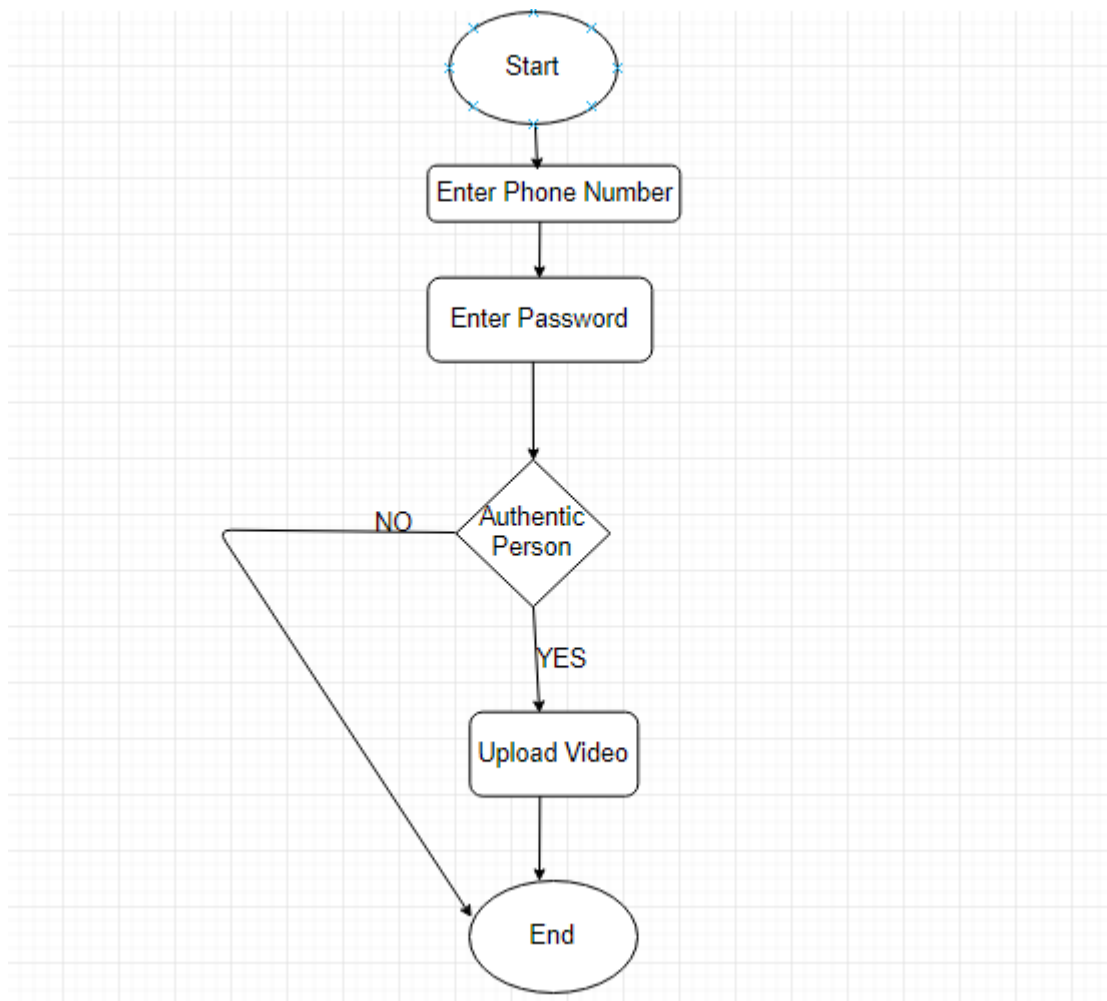 Start
Enter Phone Number
Enter Password
Authentic
Person
NO
YES
Upload Video
End